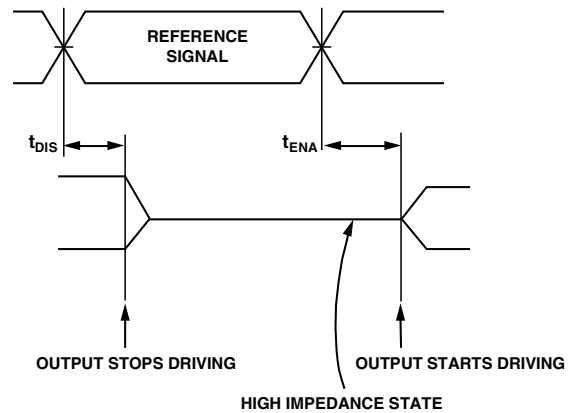 REFERENCE
SIGNAL
tDIS
tENA
OUTPUT STOPS DRIVING
OUTPUT STARTS DRIVING
HIGH IMPEDANCE STATE